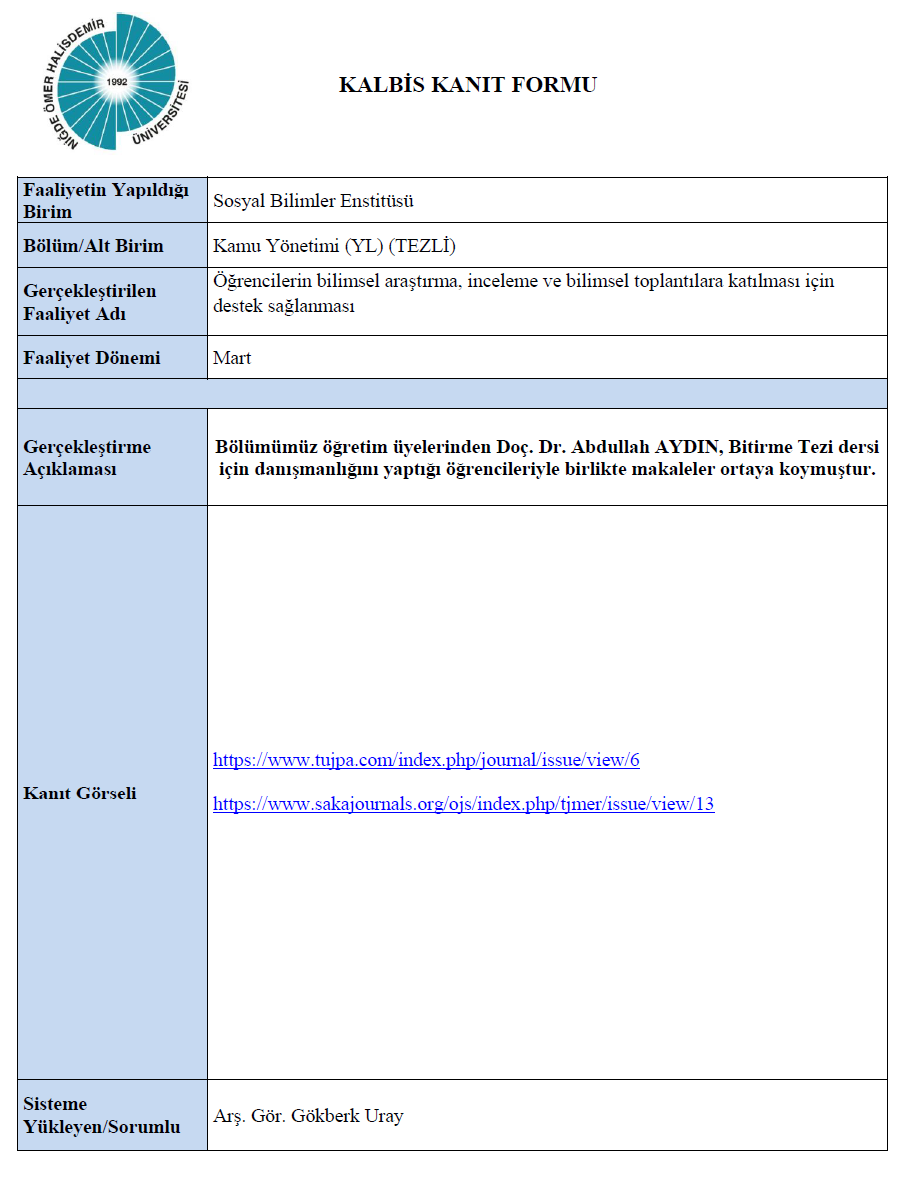 NİĞDE ÖMER HALİSDEMİR
ÜNİVERSİTESİ
1992
KALBİS KANIT FORMU
Faaliyetin Yapıldığı
Birim
Sosyal Bilimler Enstitüsü
Bölüm/Alt Birim
Kamu Yönetimi (YL) (TEZLİ)
Gerçekleştirilen
Faaliyet Adı
Öğrencilerin bilimsel araştırma, inceleme ve bilimsel toplantılara katılması için
destek sağlanması
Faaliyet Dönemi
Mart
Gerçekleştirme
Açıklaması
Bölümümüz öğretim üyelerinden Doç. Dr. Abdullah AYDIN, Bitirme Tezi dersi
için danışmanlığını yaptığı öğrencileriyle birlikte makaleler ortaya koymuştur.
Kanıt Görseli
https://www.tujpa.com/index.php/journal/issue/view/6
https://www.sakajournals.org/ojs/index.php/tjmer/issue/view/13
Sisteme
Yükleyen/Sorumlu
Arş. Gör. Gökberk Uray